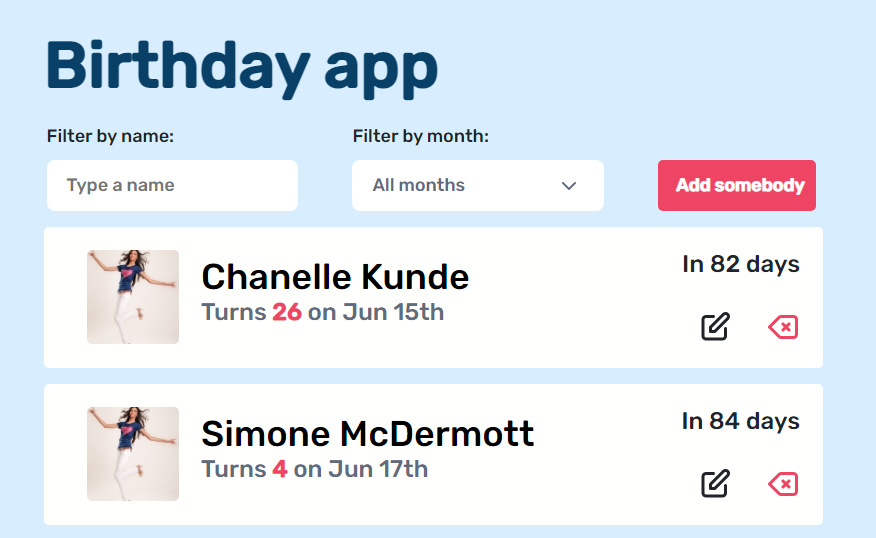 Birthday app
Filter by name:
Filter by month:
Type a name
All months
Add somebody
Chanelle Kunde
Turns 26 on Jun 15th
In 82 days
Simone McDermott
Turns 4 on Jun 17th
In 84 days